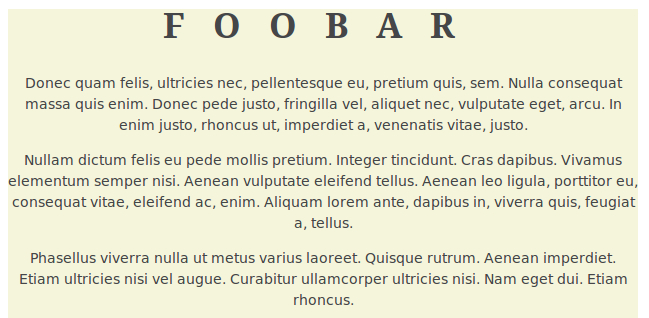 F O O B A R
Donec quam felis, ultricies nec, pellentesque eu, pretium quis, sem. Nulla consequat
massa quis enim. Donec pede justo, fringilla vel, aliquet nec, vulputate eget, arcu. In
enim justo, rhoncus ut, imperdiet a, venenatis vitae, justo.
Nullam dictum felis eu pede mollis pretium. Integer tincidunt. Cras dapibus. Vivamus
elementum semper nisi. Aenean vulputate eleifend tellus. Aenean leo ligula, porttitor eu,
consequat vitae, eleifend ac, enim. Aliquam lorem ante, dapibus in, viverra quis, feugiat
a, tellus.
Phasellus viverra nulla ut metus varius laoreet. Quisque rutrum. Aenean imperdiet.
Etiam ultricies nisi vel augue. Curabitur ullamcorper ultricies nisi. Nam eget dui. Etiam
rhoncus.